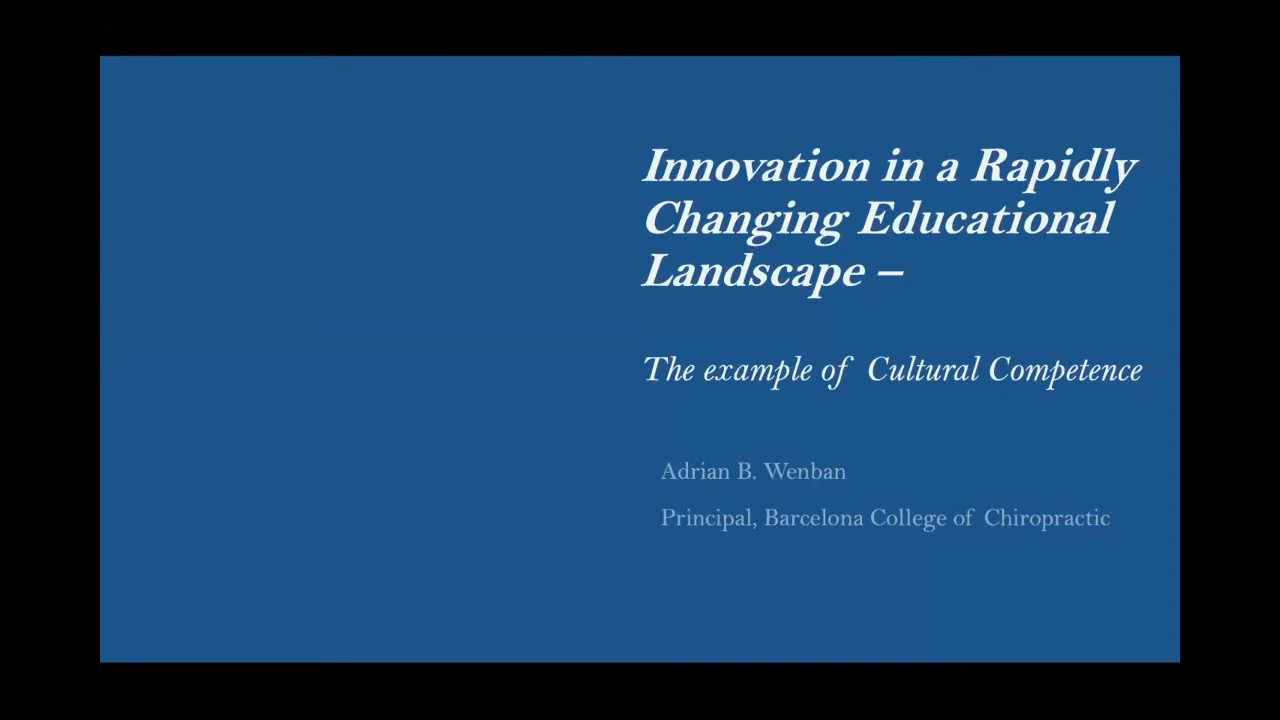 Innovation in a Rapidly
Changing Educational
Landscape –
The example of Cultural Competence
Adrian B. Wenban
Principal, Barcelona College of Chiropractic